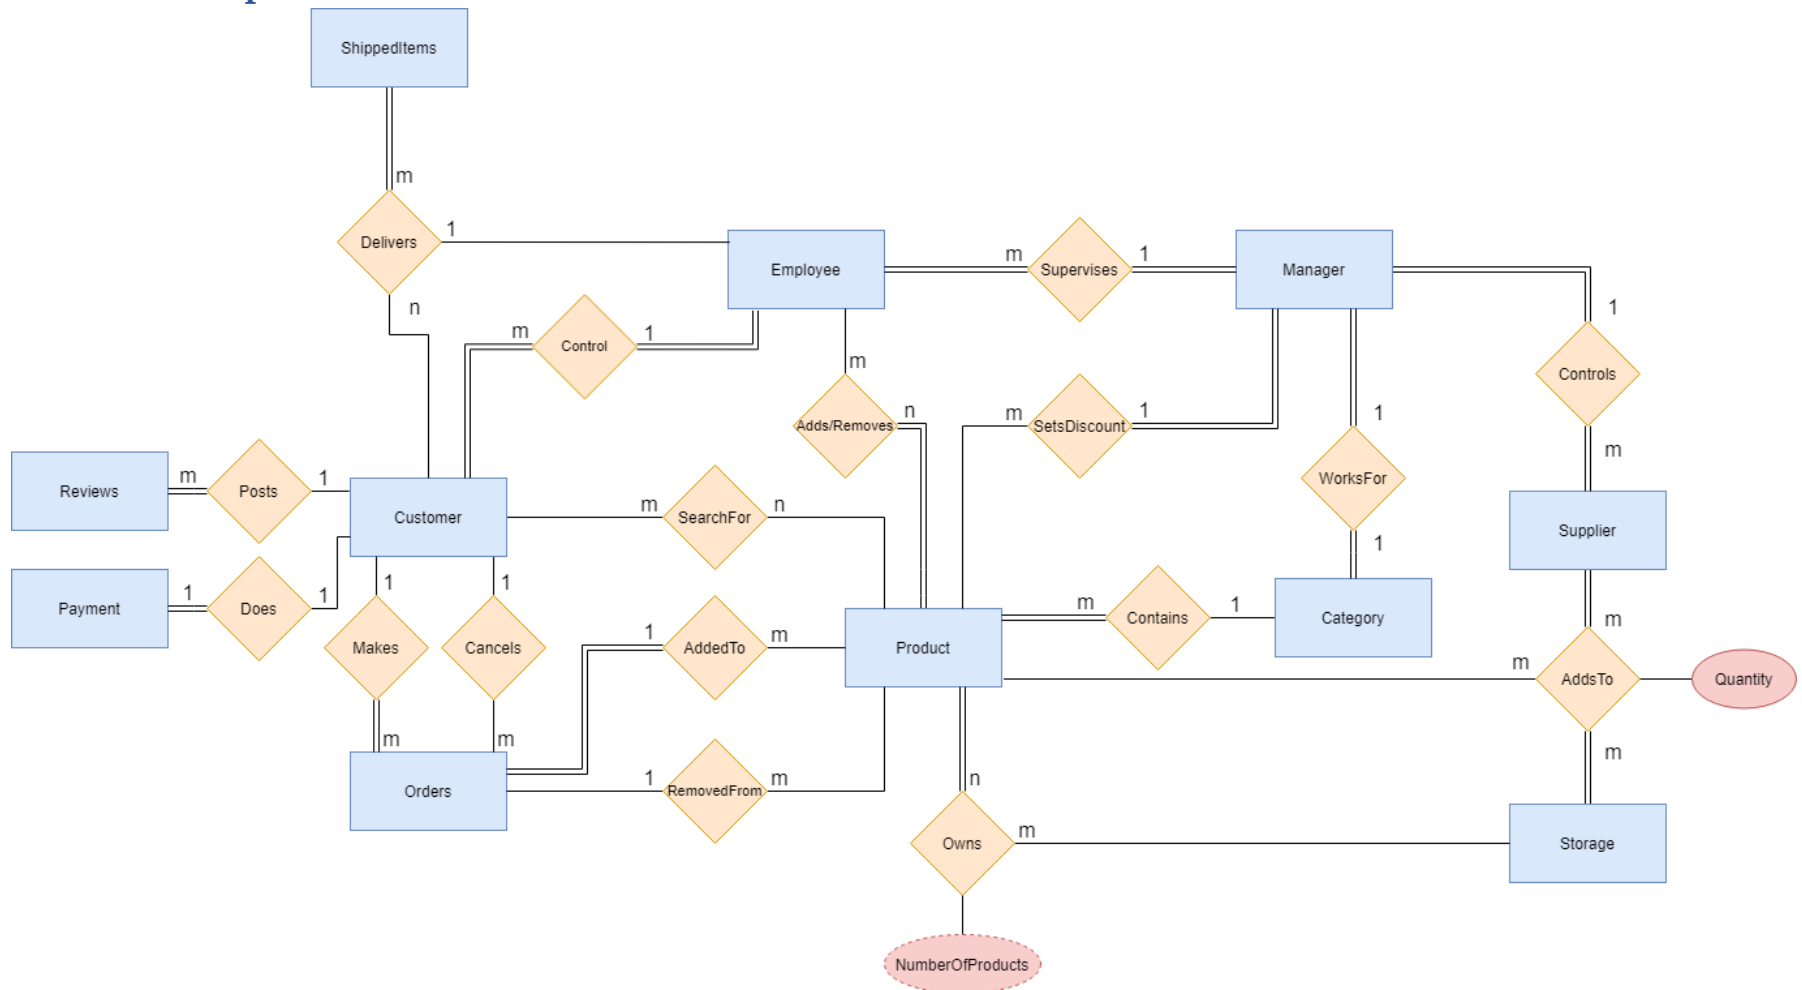 ShippedItems
m
Delivers
1
n
Employee
m
Supervises
1
Manager
1
m
Control
1
m
Controls
Adds/Removes
n
m
SetsDiscount
1
1
m
Reviews
m
Posts
1
Customer
m
SearchFor
n
WorksFor
1
Supplier
Payment
1
Does
1
1
1
m
Contains
1
Category
m
Makes
Cancels
1
AddedTo
m
Product
m
AddsTo
Quantity
m
m
m
Orders
1
RemovedFrom
m
n
Owns
m
Storage
NumberOfProducts